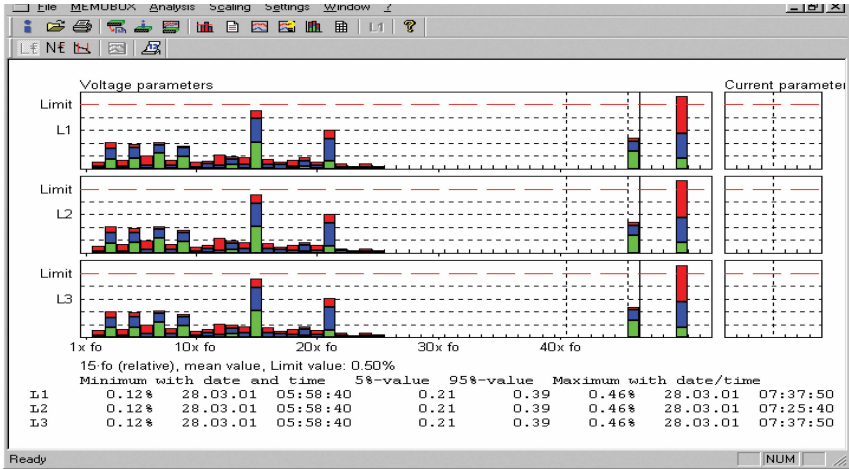 File MEMOBOX Analysis Scaling Settings Window ?
L1 ?
L£ N£
Voltage parameters Current parameter
Limit
L1
Limit
L2
Limit
L3
1x fo 10x fo 20x fo 30x fo 40x fo
15·fo (relative), mean value, Limit value: 0.50%
Minimum with date and time 5%-value 95%-value Maximum with date/time
L1 0.12% 28.03.01 05:58:40 0.21 0.39 0.46% 28.03.01 07:37:50
L2 0.12% 28.03.01 05:58:40 0.21 0.39 0.46% 28.03.01 07:25:40
L3 0.12% 28.03.01 05:58:40 0.21 0.39 0.46% 28.03.01 07:37:50
Ready NUM